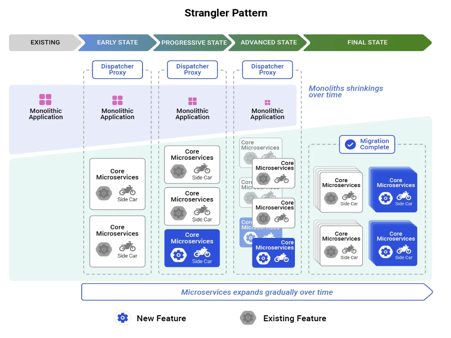 Strangler Pattern
EXISTING
EARLY STATE
PROGRESSIVE STATE
ADVANCED STATE
FINAL STATE
Dispatcher
Proxy
Dispatcher
Proxy
Dispatcher
Proxy
Monoliths shrinkings
over time
Monolithic
Application
Monolithic
Application
Monolithic
Application
Monolithic
Application
Migration
Complete
Core
Microservices
Side Car
Core
Microservices
Side Car
Core
Microservices
Side Car
Core
Microservices
Side Car
Core
Microservices
Side Car
Core
Microservices
Core
Microservices
Core
Microservices
Core
Microservices
Core
Microservices
Core
Microservices
Core
Microservices
Side Car
Core
Microservices
Side Car
Core
Microservices
Side Car
Core
Microservices
Side Car
Microservices expands gradually over time
New Feature
Existing Feature